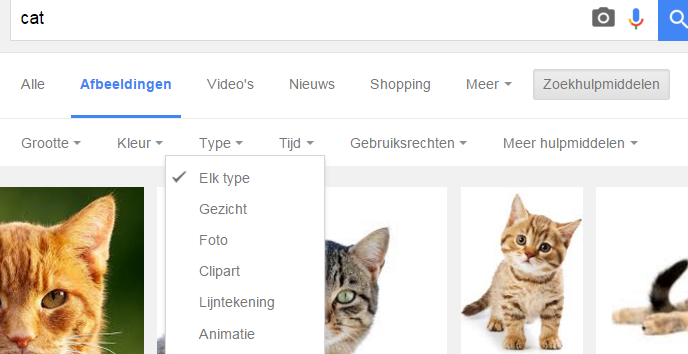 cat
Alle Afbeeldingen Video's Nieuws Shopping Meer Zoekhulpmiddelen
Grootte Kleur Type Tijd Gebruiksrechten Meer hulpmiddelen
Elk type
Gezicht
Foto
Clipart
Lijntekening
Animatie